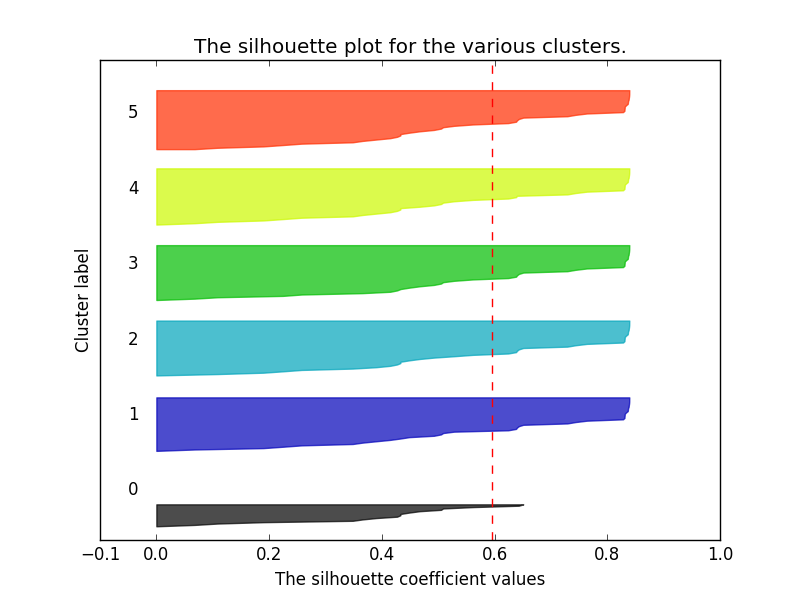 The silhouette plot for the various clusters.
5
4
3
2
1
0
Cluster label
−0.1 0.0 0.2 0.4 0.6 0.8 1.0
The silhouette coefficient values